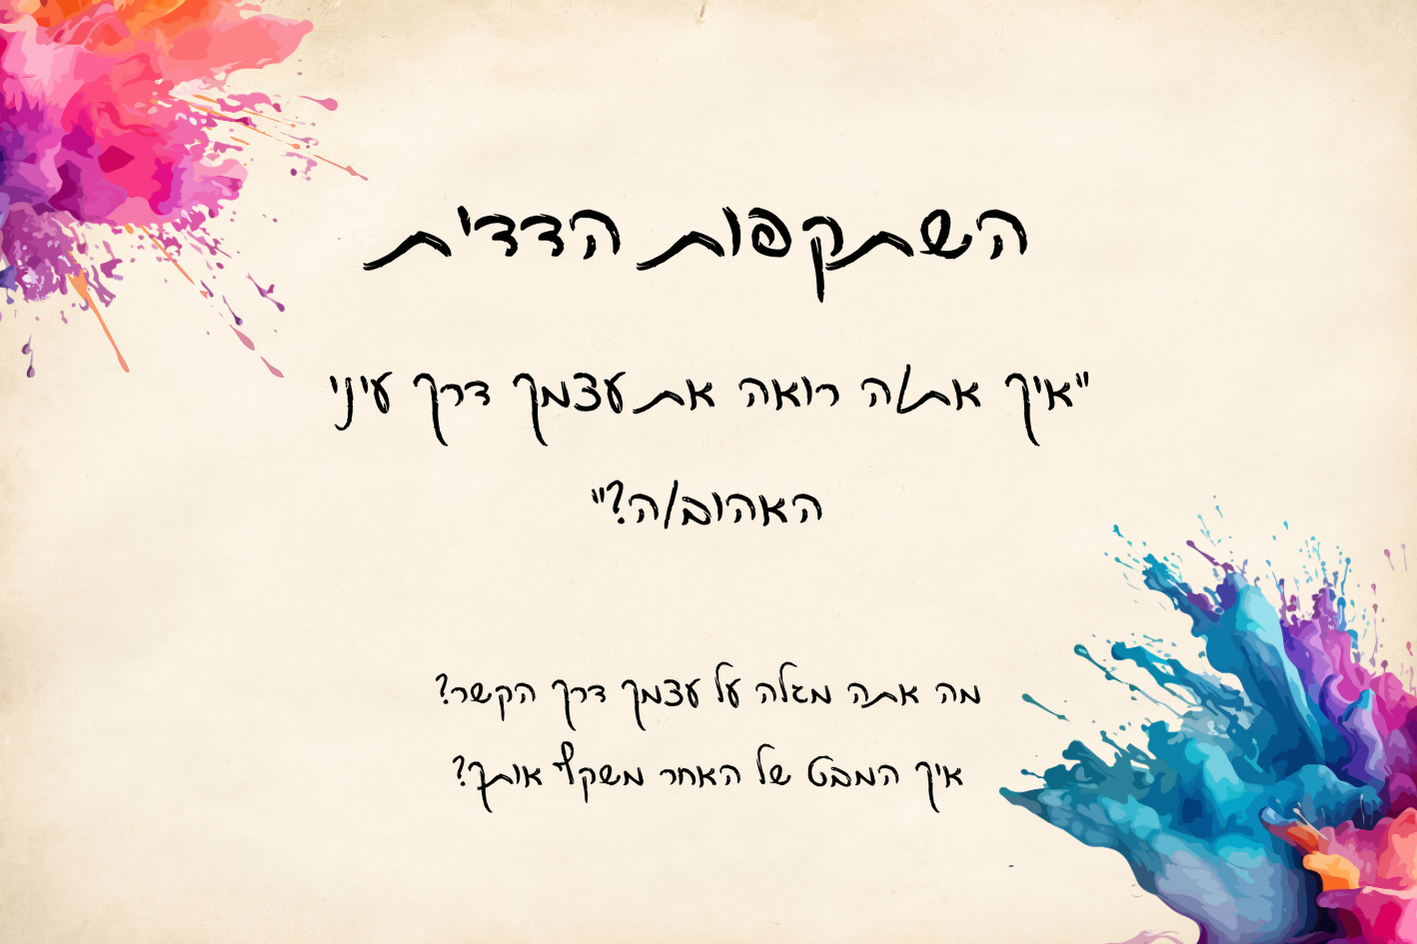 השתקפות הדדית
"איך את/ה רואה את עצמך דרך עיני
האהוב/ה?"
מה אתה מגלה על עצמך דרך הקשר?
איך המבט של האחר משקף אותך?